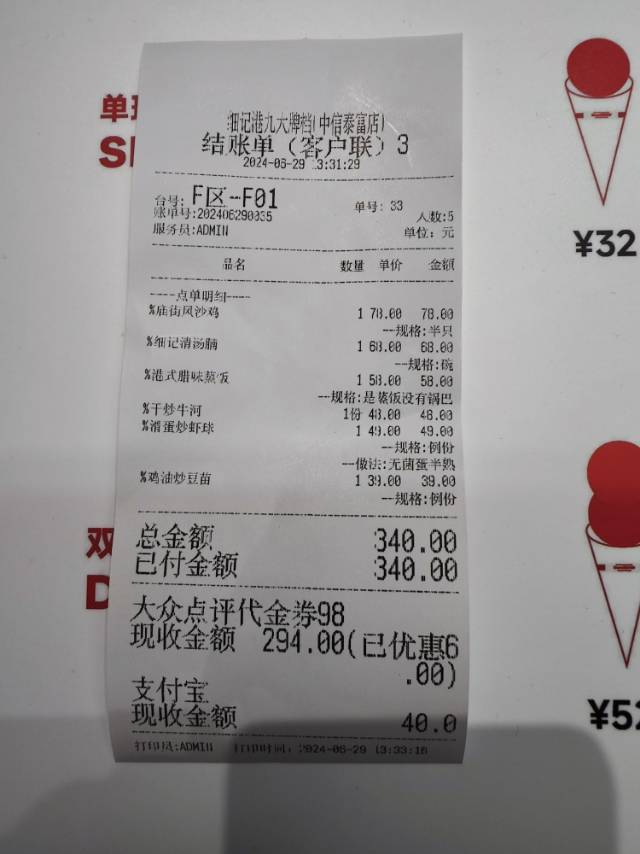 细记港九大牌档(中信泰富店)
结账单（客户联）3
2024-06-29 13:31:29
台号: F区-F01 单号: 33
账单号:202406290035 人数:5
服务员:ADMIN 单位: 元
品名 数量 单价 金额
-----点单明细-----
%庙街风沙鸡 1 78.00 78.00
--规格:半只
%细记清汤腩 1 68.00 68.00
--规格:碗
%港式腊味蒸饭 1 58.00 58.00
--规格:是蒸饭没有锅巴
%干炒牛河 1份 48.00 48.00
%滑蛋炒虾球 1 49.00 49.00
--规格:例份
--做法:无菌蛋半熟
%鸡油炒豆苗 1 39.00 39.00
--规格:例份
总金额 340.00
已付金额 340.00
大众点评代金券98
现收金额 294.00(已优惠6
.00)
支付宝
现收金额 40.0
打印员:ADMIN 打印时间: 2024-06-29 13:33:16
单
S
¥32
双
D
¥52